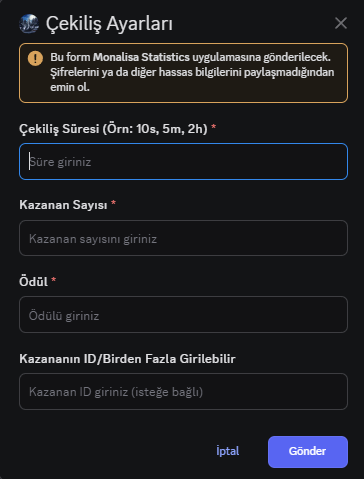 Çekiliş Ayarları
Bu form Monalisa Statistics uygulamasına gönderilecek.
Şifrelerini ya da diğer hassas bilgilerini paylaşmadığından
emin ol.
Çekiliş Süresi (Örn: 10s, 5m, 2h) *
Süre giriniz
Kazanan Sayısı *
Kazanan sayısını giriniz
Ödül *
Ödülü giriniz
Kazananın ID/Birden Fazla Girilebilir
Kazanan ID giriniz (isteğe bağlı)
İptal
Gönder